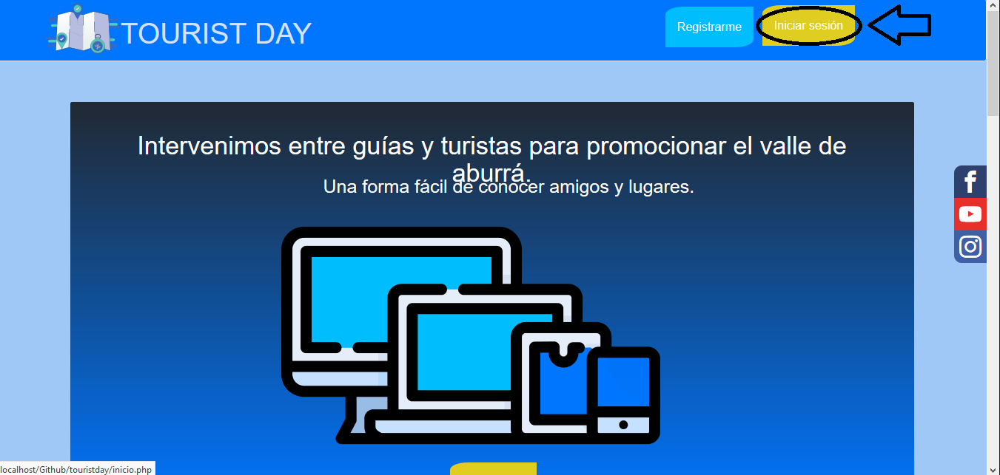 TOURIST DAY
Registrarme
Iniciar sesión
Intervenimos entre guías y turistas para promocionar el valle de
aburrá.
Una forma fácil de conocer amigos y lugares.
localhost/Github/touristday/inicio.php